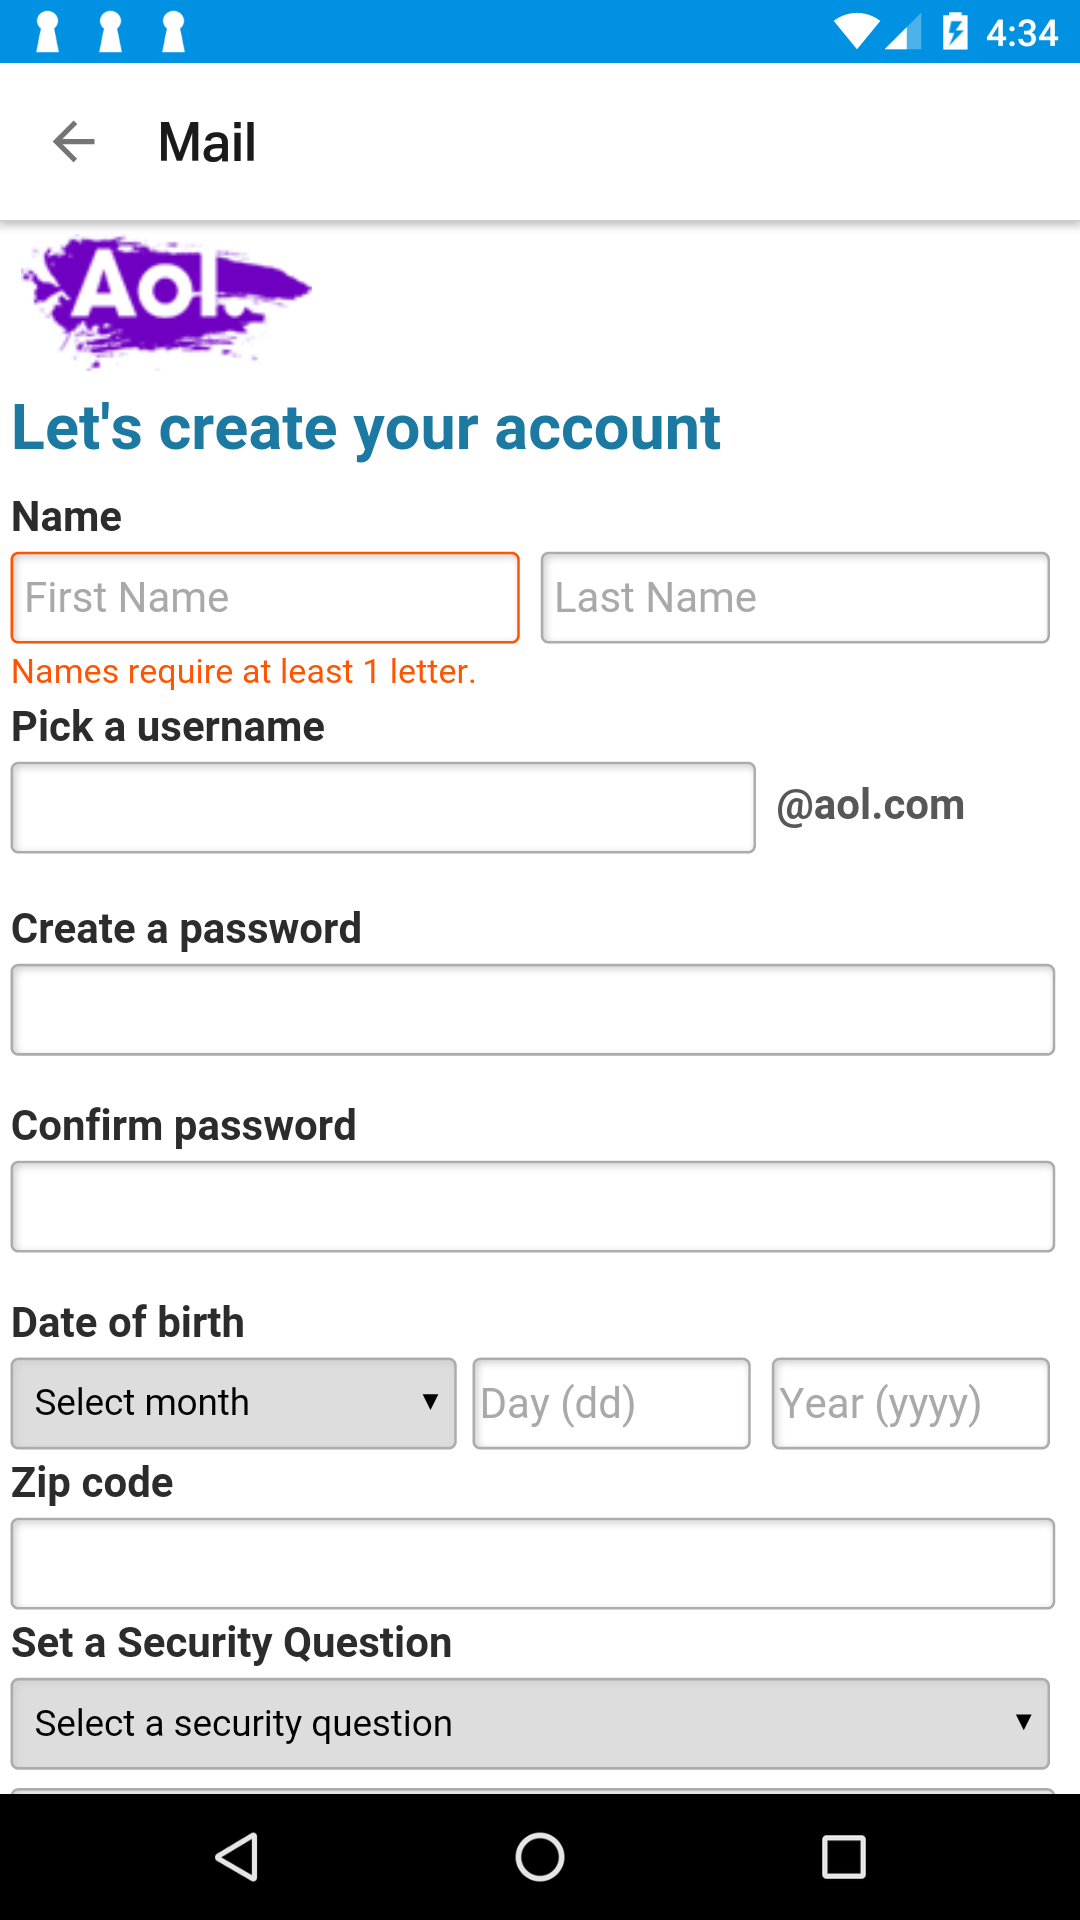 4:34
Mail
Aol.
Let's create your account
Name
First Name Last Name
Names require at least 1 letter.
Pick a username
@aol.com
Create a password
Confirm password
Date of birth
Select month Day (dd) Year (yyyy)
Zip code
Set a Security Question
Select a security question